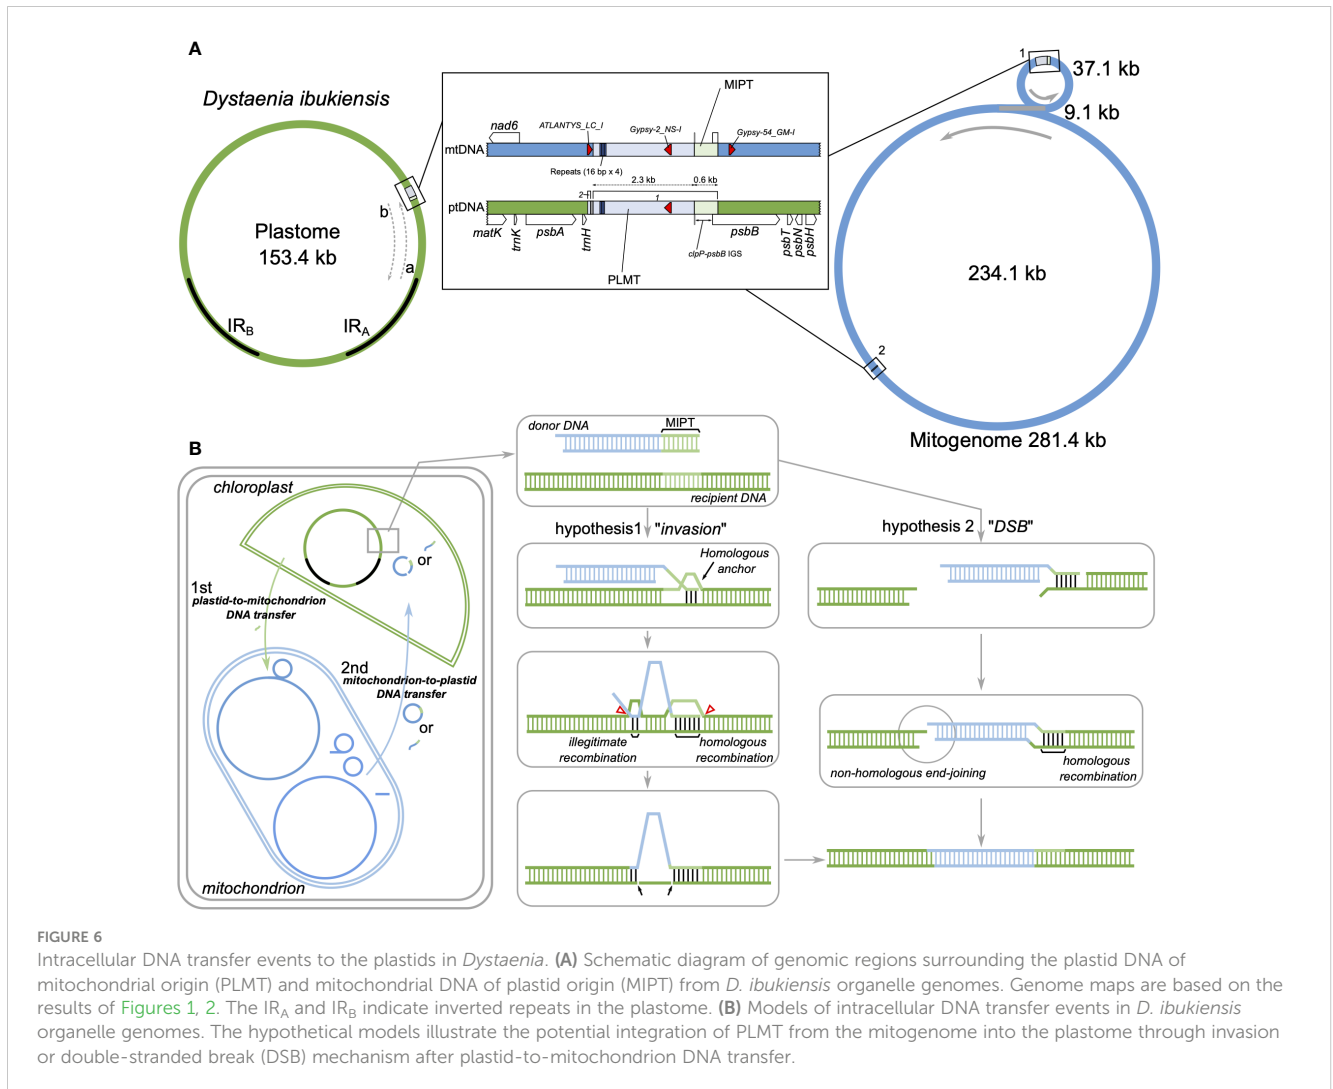 A
Dystaenia ibukiensis
Plastome
153.4 kb
b
a
IRB
IRA
MIPT
nad6
ATLANTYS_LC_I
Gypsy-2_NS-I
Gypsy-54_GM-I
mtDNA
Repeats (16 bp x 4)
2.3 kb
0.6 kb
2
1
ptDNA
matK
trnK
psbA
trnH
psbB
psbT
psbN
psbH
clpP-psbB IGS
PLMT
1
37.1 kb
9.1 kb
234.1 kb
2
Mitogenome 281.4 kb
B
chloroplast
or
1st
plastid-to-mitochondrion
DNA transfer
2nd
mitochondrion-to-plastid
DNA transfer
or
mitochondrion
donor DNA
MIPT
recipient DNA
hypothesis1 "invasion"
Homologous
anchor
illegitimate
recombination
homologous
recombination
hypothesis 2 "DSB"
non-homologous end-joining
homologous
recombination
FIGURE 6
Intracellular DNA transfer events to the plastids in Dystaenia. (A) Schematic diagram of genomic regions surrounding the plastid DNA of
mitochondrial origin (PLMT) and mitochondrial DNA of plastid origin (MIPT) from D. ibukiensis organelle genomes. Genome maps are based on the
results of Figures 1, 2. The IRA and IRB indicate inverted repeats in the plastome. (B) Models of intracellular DNA transfer events in D. ibukiensis
organelle genomes. The hypothetical models illustrate the potential integration of PLMT from the mitogenome into the plastome through invasion
or double-stranded break (DSB) mechanism after plastid-to-mitochondrion DNA transfer.